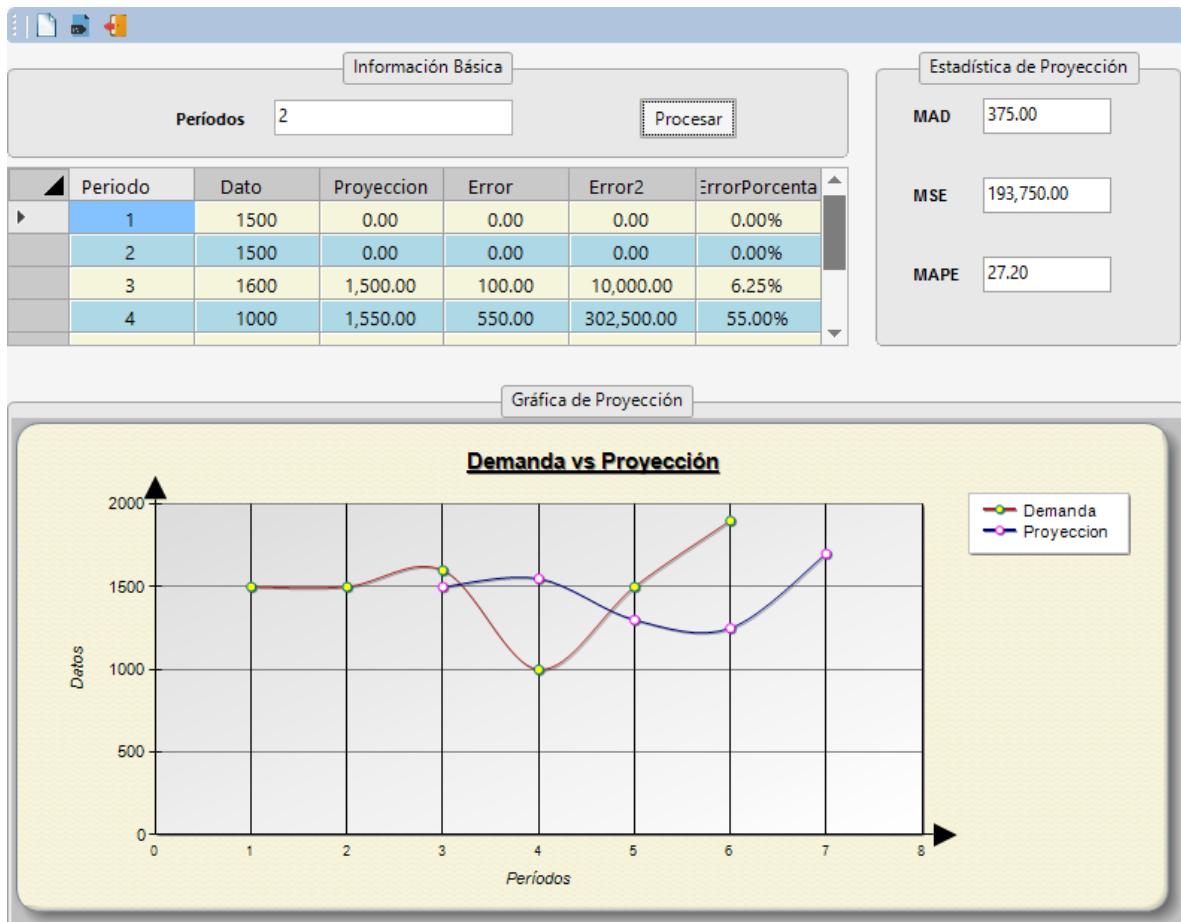 Información Básica
Estadística de Proyección
Períodos 2 Procesar
MAD 375.00
MSE 193,750.00
MAPE 27.20
Periodo Dato Proyeccion Error Error2 ErrorPorcenta
1 1500 0.00 0.00 0.00 0.00%
2 1500 0.00 0.00 0.00 0.00%
3 1600 1,500.00 100.00 10,000.00 6.25%
4 1000 1,550.00 550.00 302,500.00 55.00%
Gráfica de Proyección
Demanda vs Proyección
Demanda
Proyeccion
2000
1500
1000
500
0
Datos
0 1 2 3 4 5 6 7 8
Períodos